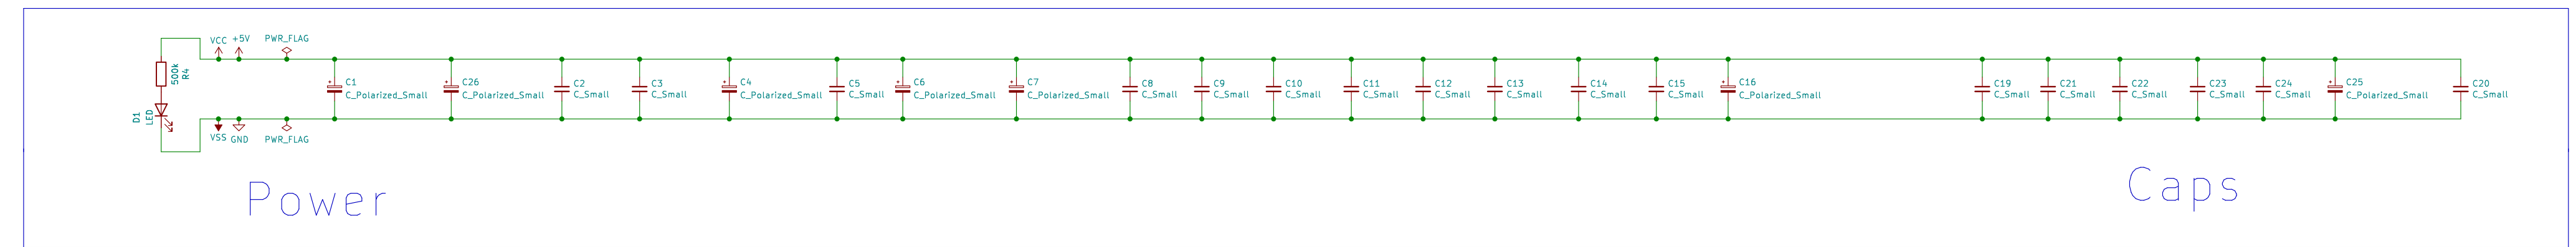 VCC
+5V
PWR_FLAG
500k
R4
D1
LED
VSS
GND
PWR_FLAG
C1
C_Polarized_Small
C26
C_Polarized_Small
C2
C_Small
C3
C_Small
C4
C_Polarized_Small
C5
C_Small
C6
C_Polarized_Small
C7
C_Polarized_Small
C8
C_Small
C9
C_Small
C10
C_Small
C11
C_Small
C12
C_Small
C13
C_Small
C14
C_Small
C15
C_Small
C16
C_Polarized_Small
C19
C_Small
C21
C_Small
C22
C_Small
C23
C_Small
C24
C_Small
C25
C_Polarized_Small
C20
C_Small
Power
Caps